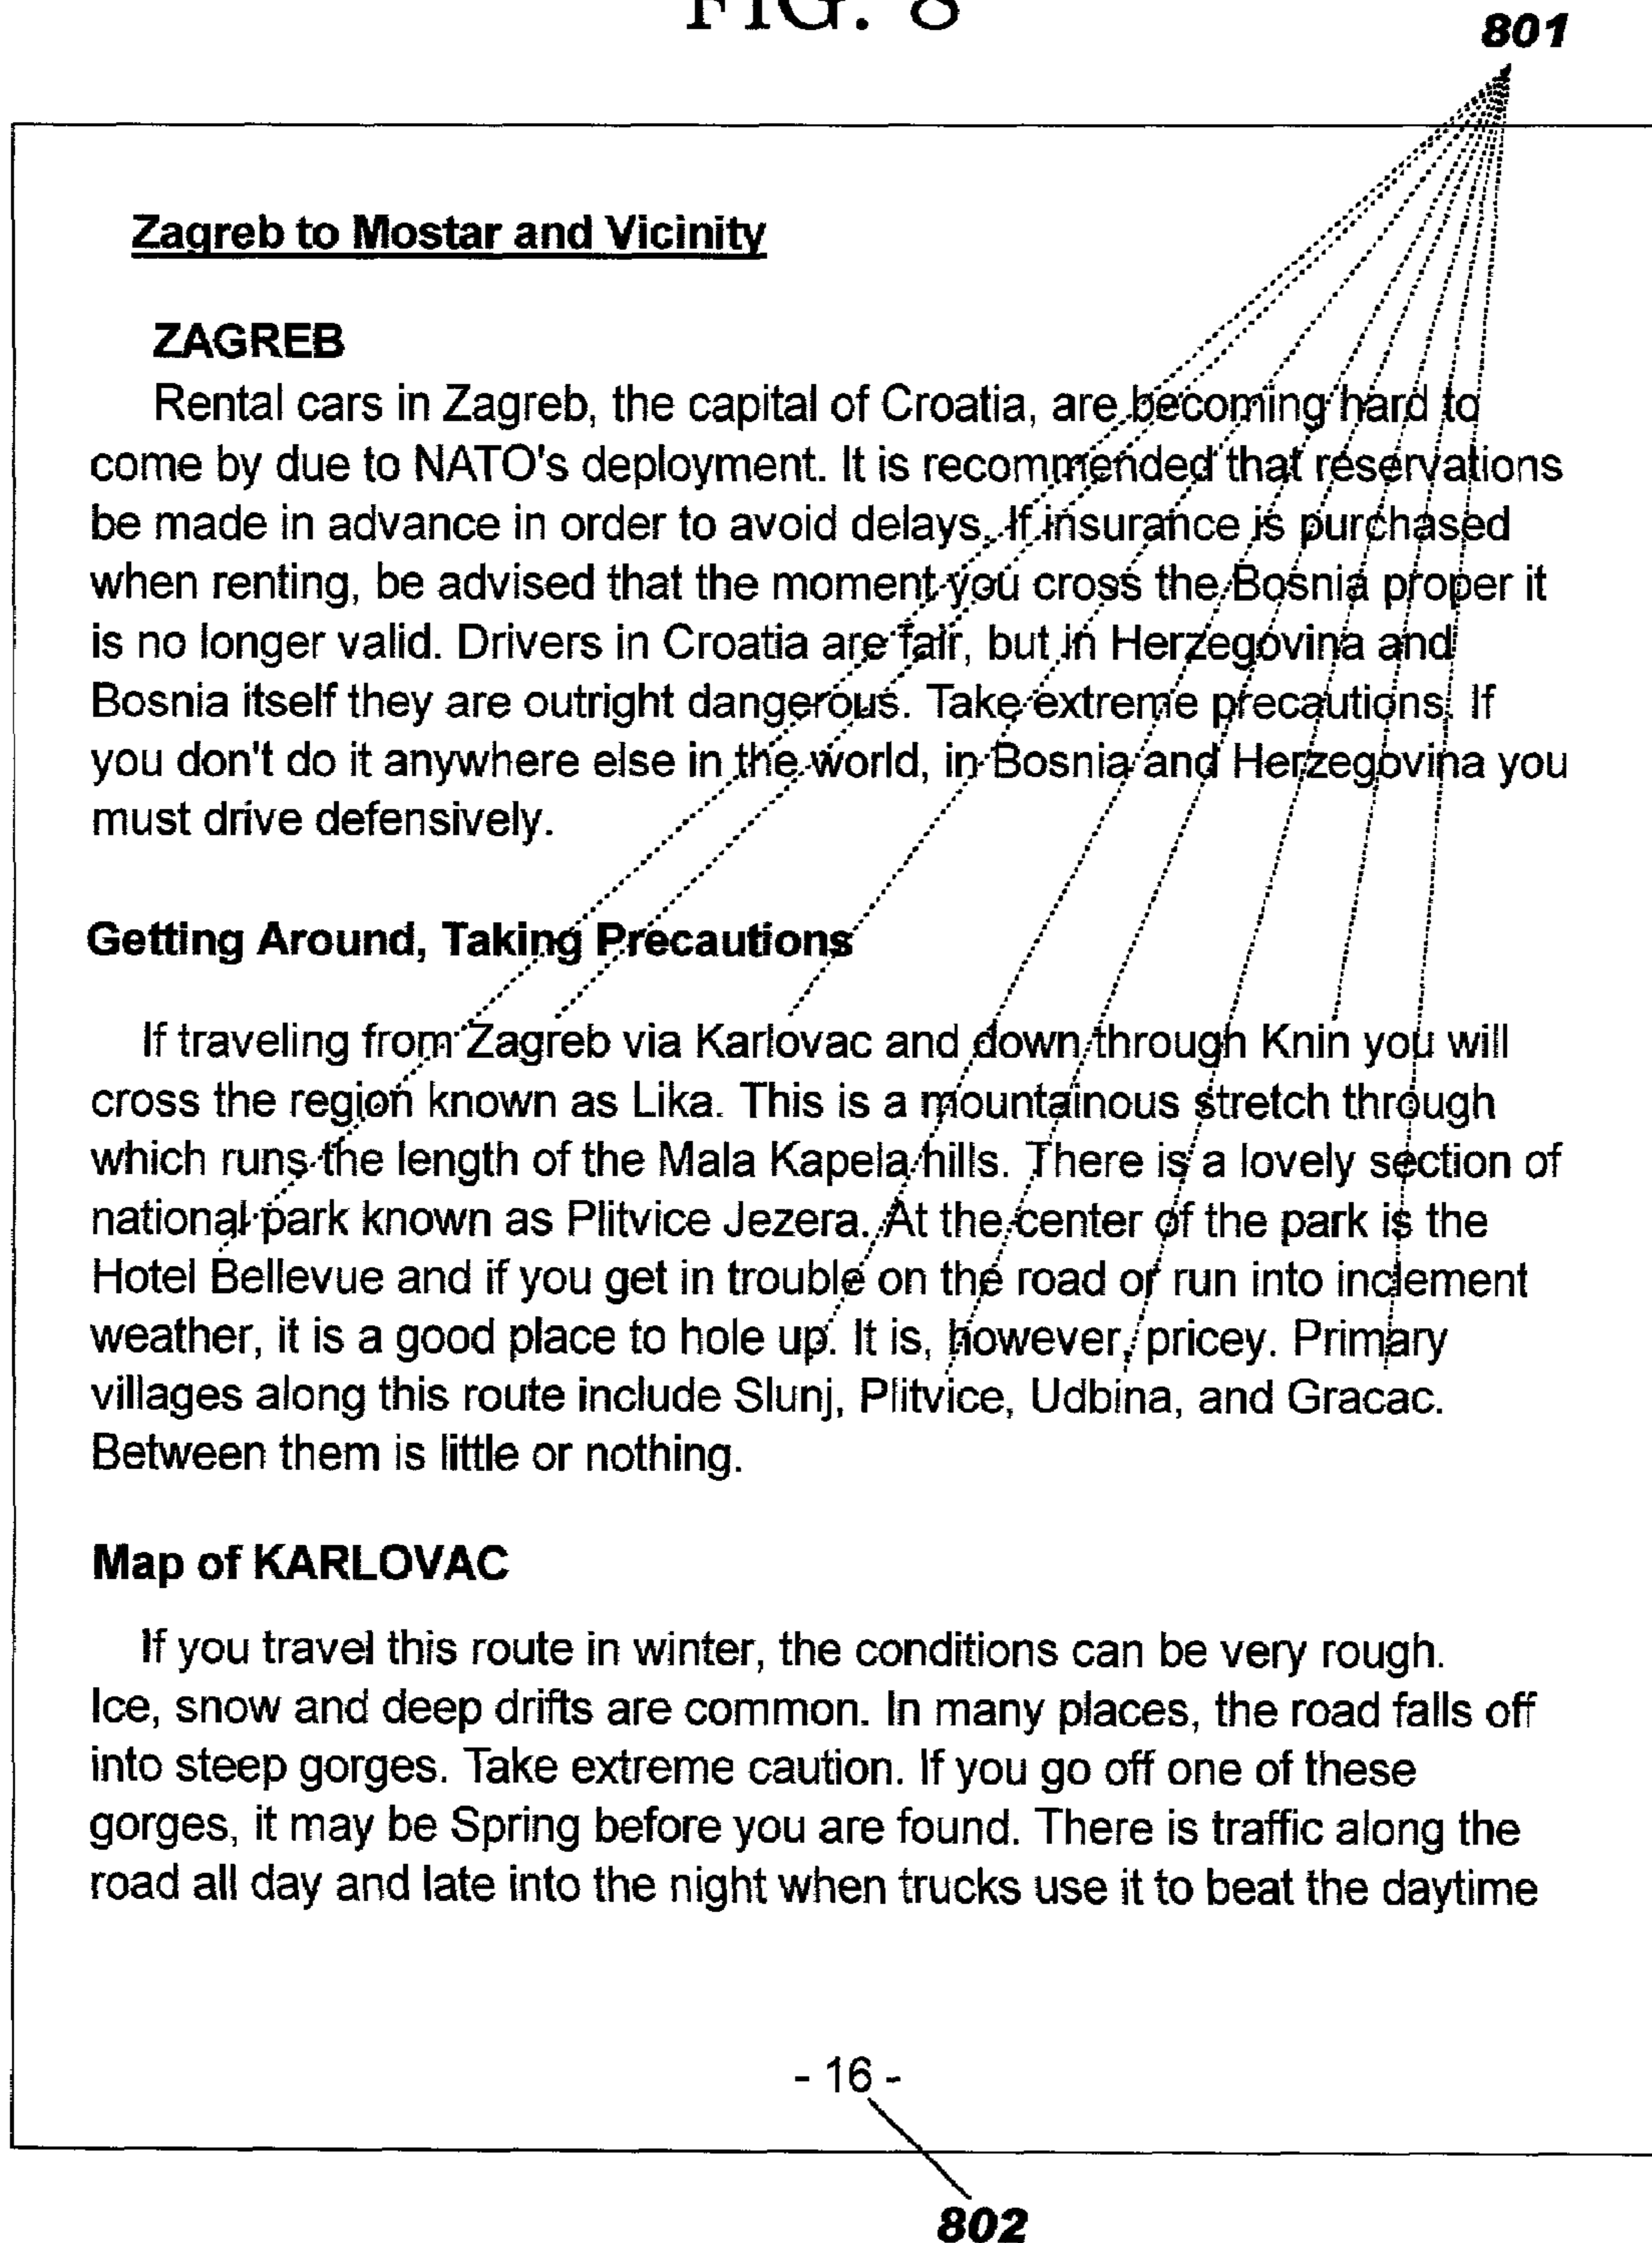 FIG. 8
801
Zagreb to Mostar and Vicinity
ZAGREB
Rental cars in Zagreb, the capital of Croatia, are becoming hard to
come by due to NATO's deployment. It is recommended that reservations
be made in advance in order to avoid delays. If insurance is purchased
when renting, be advised that the moment you cross the Bosnia proper it
is no longer valid. Drivers in Croatia are fair, but in Herzegovina and
Bosnia itself they are outright dangerous. Take extreme precautions. If
you don't do it anywhere else in the world, in Bosnia and Herzegovina you
must drive defensively.
Getting Around, Taking Precautions
If traveling from Zagreb via Karlovac and down through Knin you will
cross the region known as Lika. This is a mountainous stretch through
which runs the length of the Mala Kapela hills. There is a lovely section of
national park known as Plitvice Jezera. At the center of the park is the
Hotel Bellevue and if you get in trouble on the road or run into inclement
weather, it is a good place to hole up. It is, however, pricey. Primary
villages along this route include Slunj, Plitvice, Udbina, and Gracac.
Between them is little or nothing.
Map of KARLOVAC
If you travel this route in winter, the conditions can be very rough.
Ice, snow and deep drifts are common. In many places, the road falls off
into steep gorges. Take extreme caution. If you go off one of these
gorges, it may be Spring before you are found. There is traffic along the
road all day and late into the night when trucks use it to beat the daytime
- 16 -
802